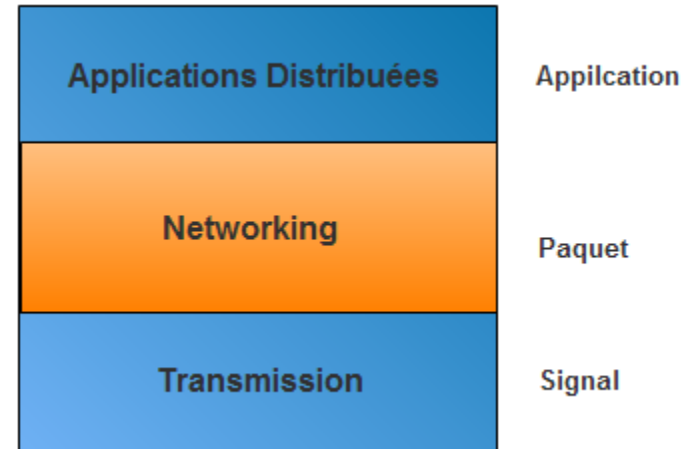 Applications Distribuées
Appilcation
Networking
Paquet
Transmission
Signal